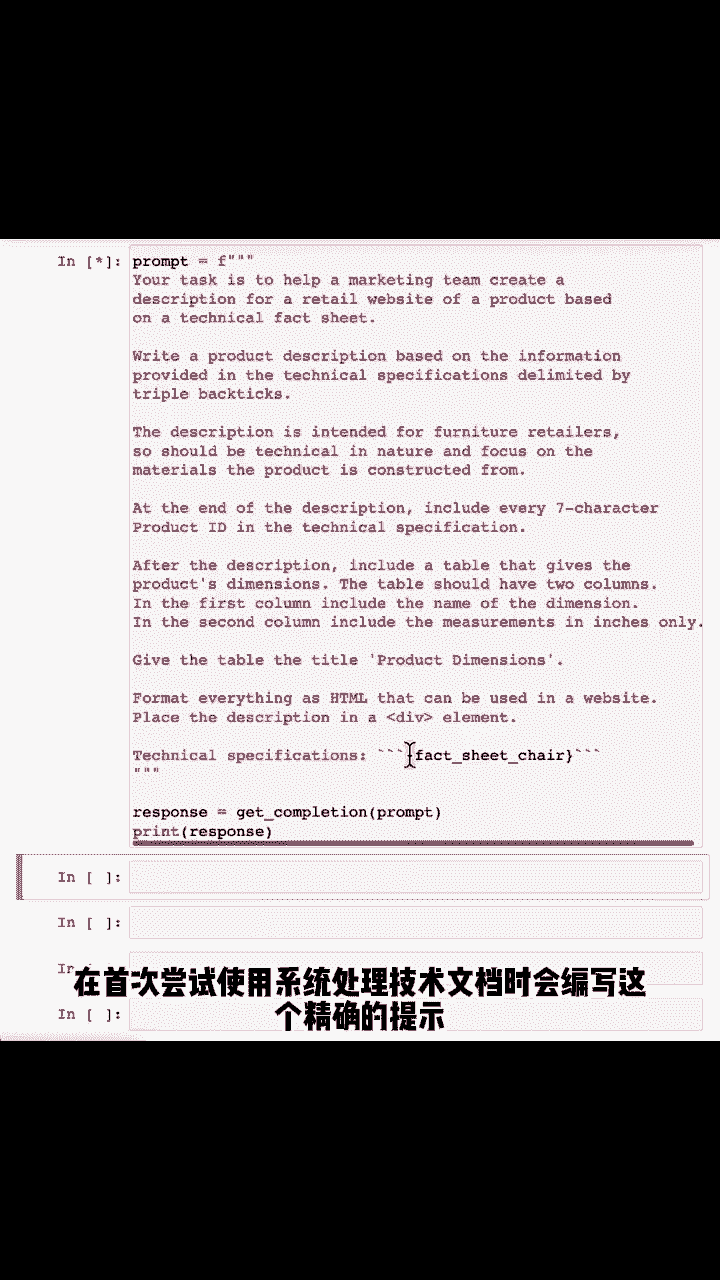 In [*]: prompt = f"""
Your task is to help a marketing team create a
description for a retail website of a product based
on a technical fact sheet.
Write a product description based on the information
provided in the technical specifications delimited by
triple backticks.
The description is intended for furniture retailers,
so should be technical in nature and focus on the
materials the product is constructed from.
At the end of the description, include every 7-character
Product ID in the technical specification.
After the description, include a table that gives the
product's dimensions. The table should have two columns.
In the first column include the name of the dimension.
In the second column include the measurements in inches only.
Give the table the title 'Product Dimensions'.
Format everything as HTML that can be used in a website.
Place the description in a <div> element.
Technical specifications: ```{fact_sheet_chair}```
"""
response = get_completion(prompt)
print(response)
In [ ]:
In [ ]:
In
在首次尝试使用系统处理技术文档时会编写这
In [ ]:
个精确的提示